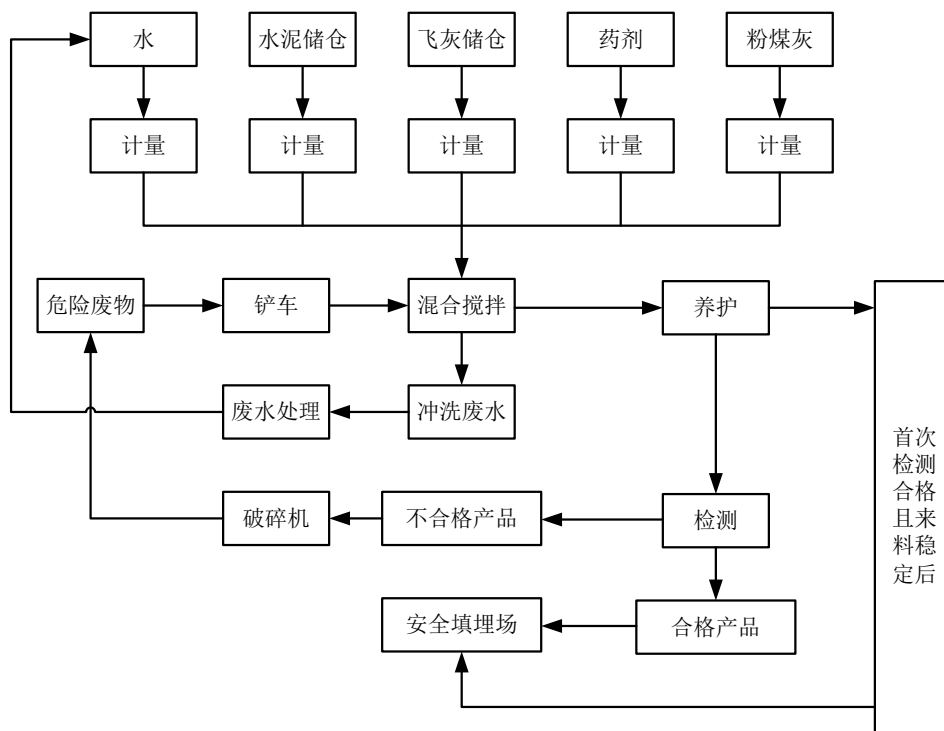 水
水泥储仓
飞灰储仓
药剂
粉煤灰
计量
计量
计量
计量
计量
危险废物
铲车
混合搅拌
养护
废水处理
冲洗废水
首次
检测
合格
且来
料稳
定后
破碎机
不合格产品
检测
安全填埋场
合格产品